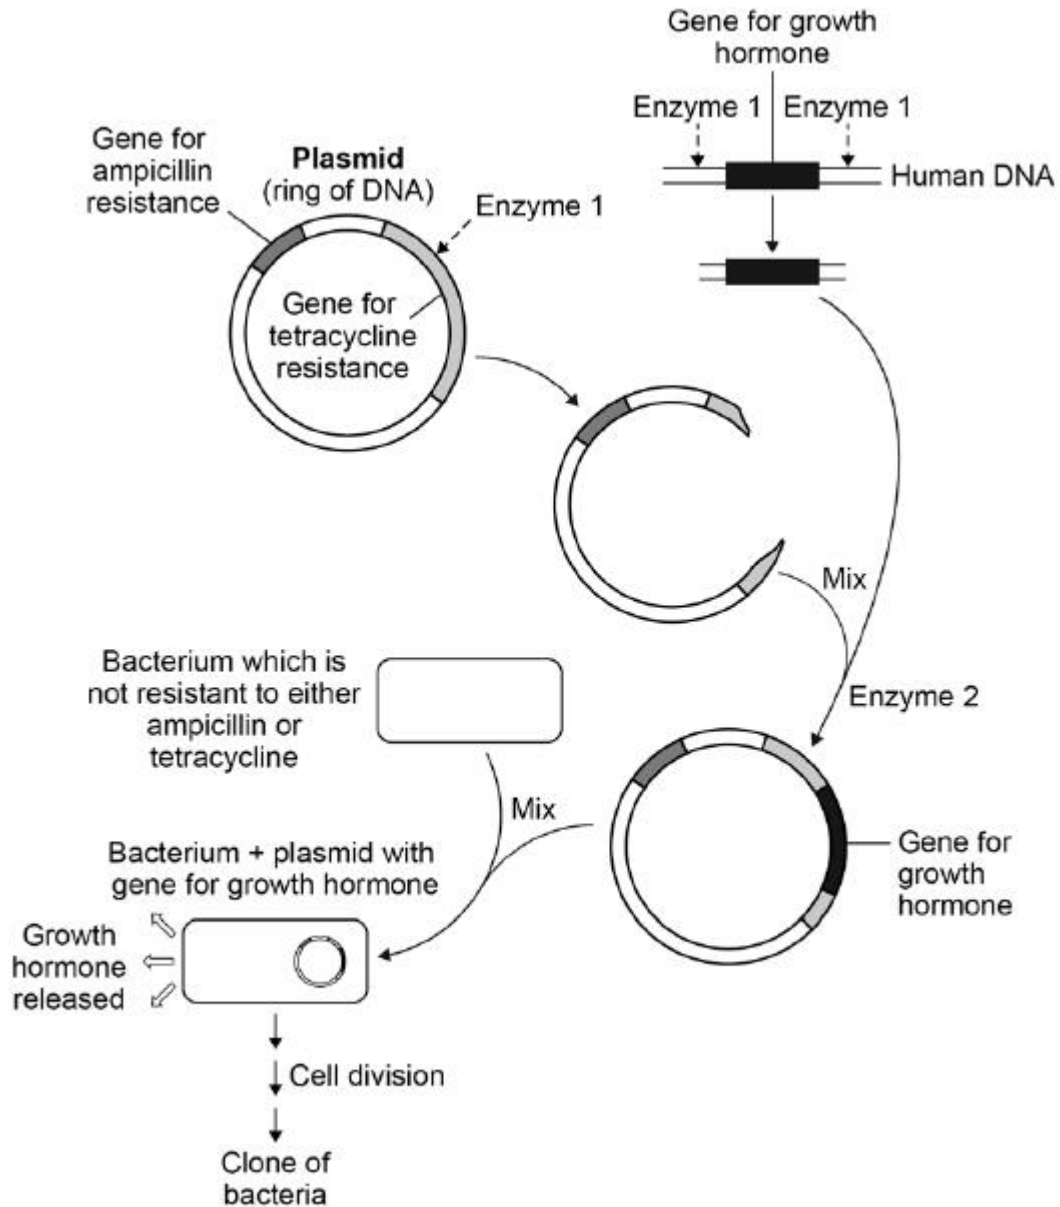 Gene for growth
hormone
Enzyme 1
Enzyme 1
Human DNA
Gene for
ampicillin
resistance
Plasmid
(ring of DNA)
Enzyme 1
Gene for
tetracycline
resistance
Mix
Enzyme 2
Bacterium which is
not resistant to either
ampicillin or
tetracycline
Mix
Gene for
growth
hormone
Bacterium + plasmid with
gene for growth hormone
Growth
hormone
released
Cell division
Clone of
bacteria